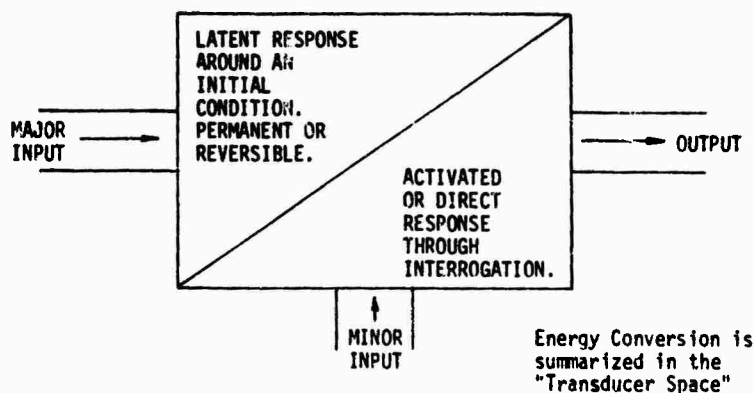 LATENT RESPONSE
AROUND AN
INITIAL
CONDITION.
PERMANENT OR
REVERSIBLE.
MAJOR
INPUT
OUTPUT
ACTIVATED
OR DIRECT
RESPONSE
THROUGH
INTERROGATION.
MINOR
INPUT
Energy Conversion is
summarized in the
"Transducer Space"